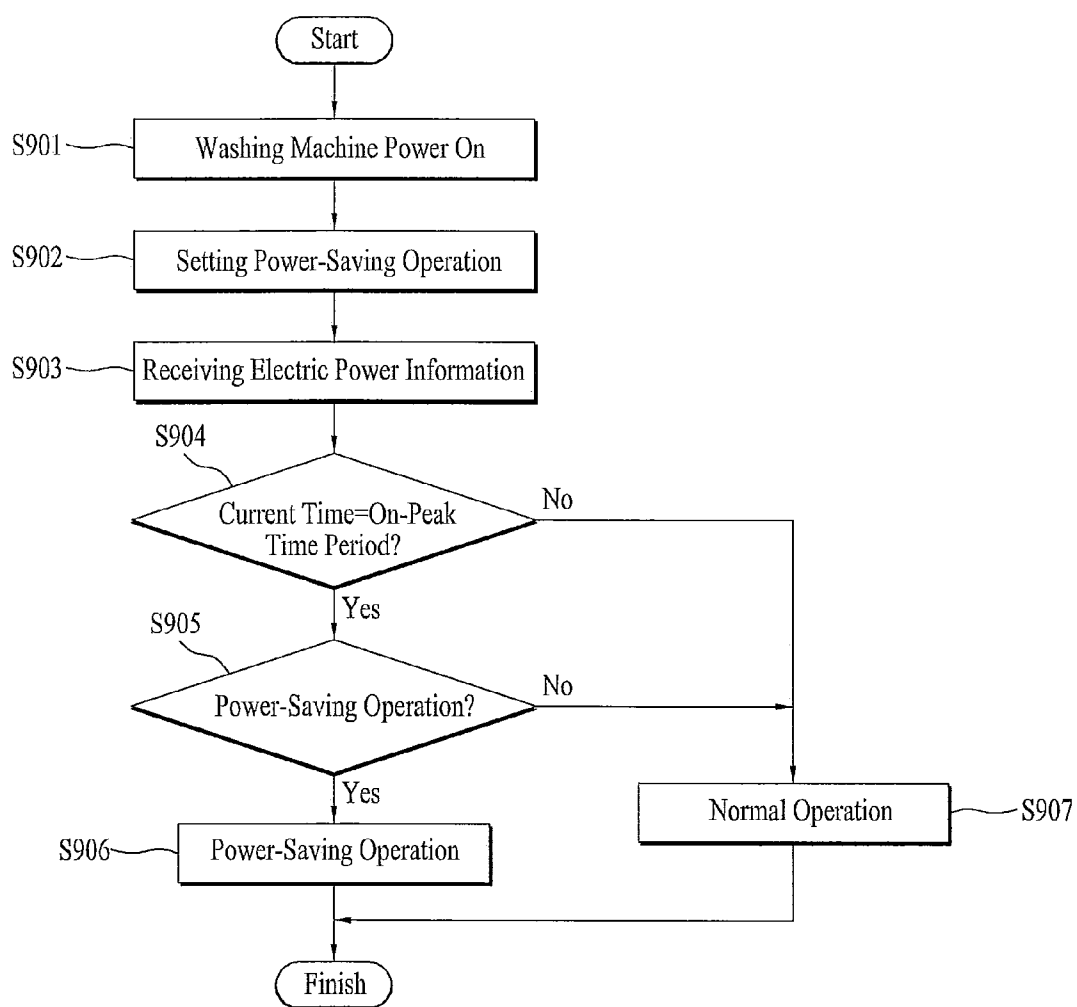 Start
S901
Washing Machine Power On
S902
Setting Power-Saving Operation
S903
Receiving Electric Power Information
S904
Current Time=On-Peak
Time Period?
No
Yes
S905
Power-Saving Operation?
No
Yes
S906
Power-Saving Operation
Normal Operation
S907
Finish